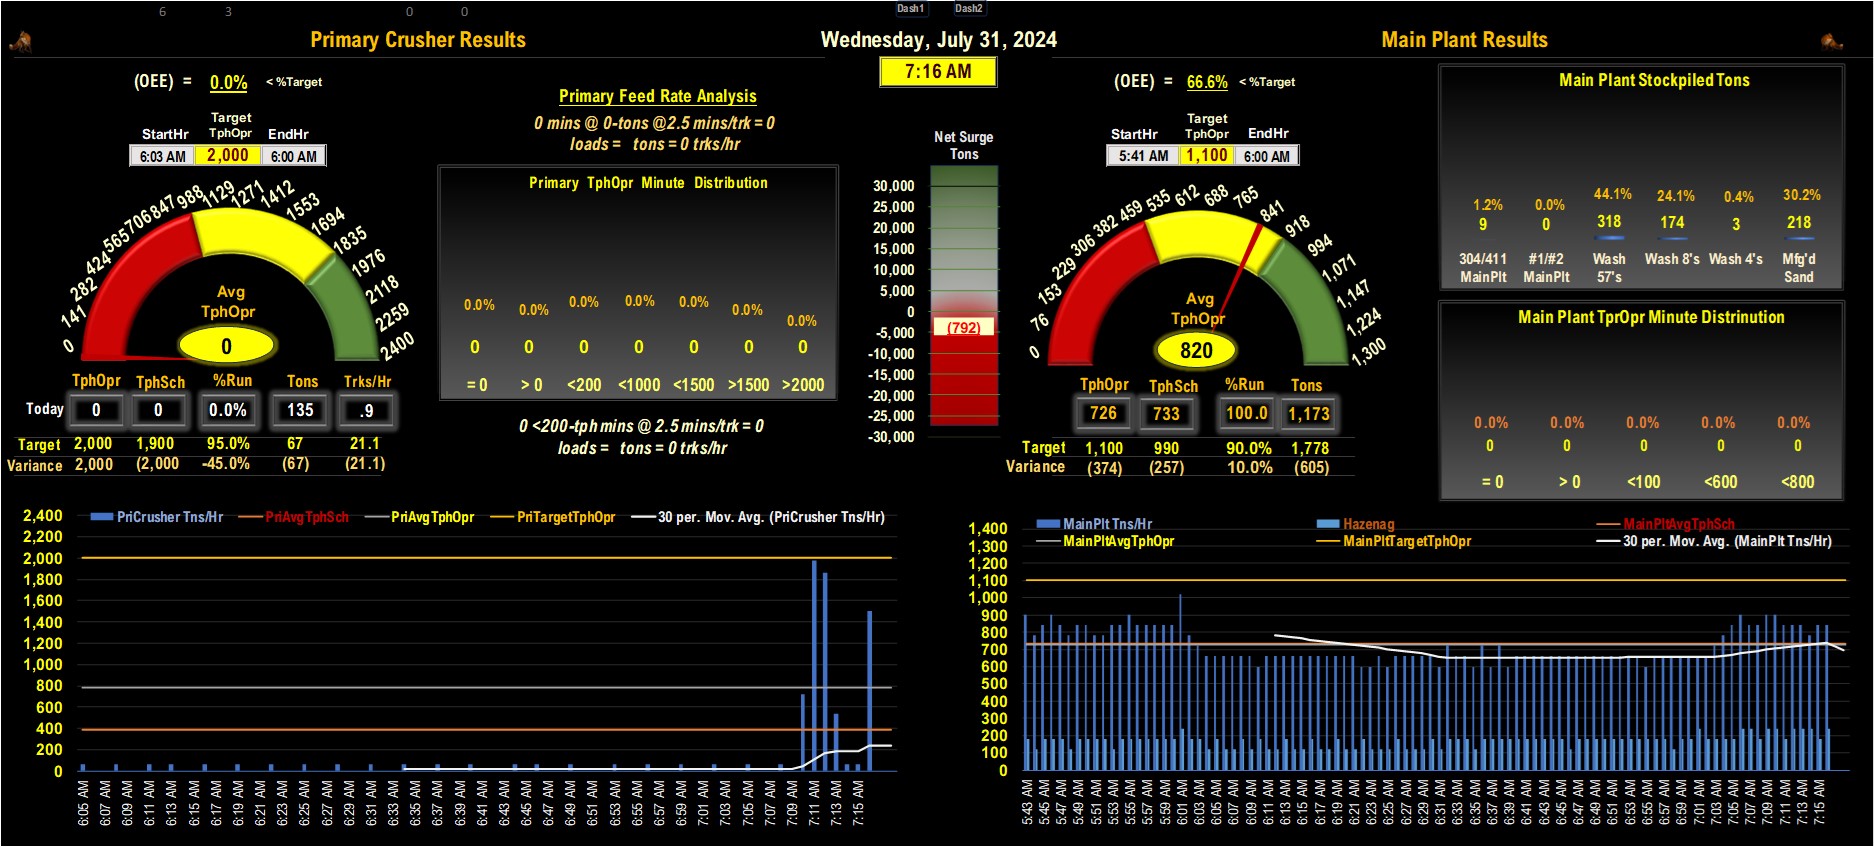 6 3 0 0 Dash1 Dash2
Primary Crusher Results
Wednesday, July 31, 2024
Main Plant Results
7:16 AM
(OEE) = 0.0% < %Target
Target
StartHr TphOpr EndHr
6:03 AM 2,000 6:00 AM
0 141 282 424 565 706 847 988 1129 1271 1412 1553 1694 1835 1976 2118 2259 2400
Avg
TphOpr
0
TphOpr TphSch %Run Tons Trks/Hr
Today 0 0 0.0% 135 .9
Target 2,000 1,900 95.0% 67 21.1
Variance 2,000 (2,000 -45.0% (67) (21.1)
Primary Feed Rate Analysis
0 mins @ 0-tons @2.5 mins/trk = 0
loads = tons = 0 trks/hr
Primary TphOpr Minute Distribution
0.0% 0.0% 0.0% 0.0% 0.0% 0.0% 0.0%
0 0 0 0 0 0 0
= 0 > 0 <200 <1000 <1500 >1500 >2000
0 <200-tph mins @ 2.5 mins/trk = 0
loads = tons = 0 trks/hr
Net Surge
Tons
30,000
25,000
20,000
15,000
10,000
5,000
0
-5,000
-10,000
-15,000
-20,000
-25,000
-30,000
(792)
(OEE) = 66.6% < %Target
Target
StartHr TphOpr EndHr
5:41 AM 1,100 6:00 AM
0 76 153 229 306 382 459 535 612 688 765 841 918 994 1,071 1,147 1,224 1,300
Avg
TphOpr
820
TphOpr TphSch %Run Tons
726 733 100.0 1,173
Target 1,100 990 90.0% 1,778
Variance (374) (257) 10.0% (605)
Main Plant Stockpiled Tons
1.2% 0.0% 44.1% 24.1% 0.4% 30.2%
9 0 318 174 3 218
304/411 #1/#2 Wash Wash 8's Wash 4's Mfg'd
MainPlt MainPlt 57's Sand
Main Plant TprOpr Minute Distrinution
0.0% 0.0% 0.0% 0.0% 0.0%
0 0 0 0 0
= 0 > 0 <100 <600 <800
PriCrusher Tns/Hr PriAvgTphSch PriAvgTphOpr PriTargetTphOpr 30 per. Mov. Avg. (PriCrusher Tns/Hr)
2,400
2,200
2,000
1,800
1,600
1,400
1,200
1,000
800
600
400
200
0
6:05 AM 6:07 AM 6:09 AM 6:11 AM 6:13 AM 6:15 AM 6:17 AM 6:19 AM 6:21 AM 6:23 AM 6:25 AM 6:29 AM 6:31 AM 6:33 AM 6:35 AM 6:37 AM 6:39 AM 6:41 AM 6:43 AM 6:45 AM 6:47 AM 6:49 AM 6:51 AM 6:53 AM 6:55 AM 6:57 AM 6:59 AM 7:01 AM 7:03 AM 7:05 AM 7:07 AM 7:09 AM 7:11 AM 7:13 AM 7:15 AM
MainPlt Tns/Hr Hazenag MainPltAvgTphSch
MainPltAvgTphOpr MainPltTargetTphOpr 30 per. Mov. Avg. (MainPlt Tns/Hr)
1,400
1,300
1,200
1,100
1,000
900
800
700
600
500
400
300
200
100
0
5:43 AM 5:45 AM 5:47 AM 5:49 AM 5:51 AM 5:53 AM 5:55 AM 5:57 AM 5:59 AM 6:01 AM 6:03 AM 6:05 AM 6:07 AM 6:09 AM 6:11 AM 6:13 AM 6:15 AM 6:17 AM 6:19 AM 6:21 AM 6:23 AM 6:25 AM 6:27 AM 6:29 AM 6:31 AM 6:33 AM 6:35 AM 6:37 AM 6:39 AM 6:41 AM 6:43 AM 6:45 AM 6:47 AM 6:49 AM 6:51 AM 6:53 AM 6:55 AM 6:57 AM 6:59 AM 7:01 AM 7:03 AM 7:05 AM 7:07 AM 7:09 AM 7:11 AM 7:13 AM 7:15 AM